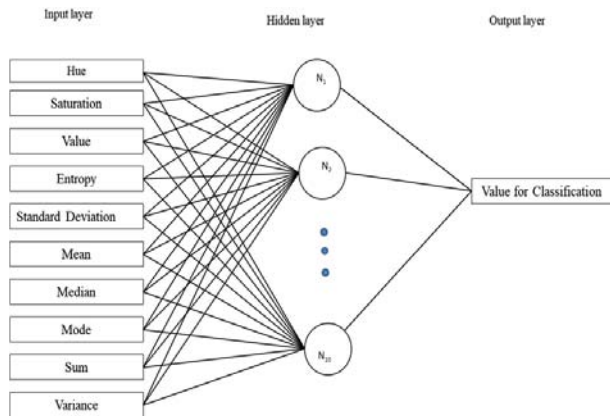 Input layer
Hidden layer
Output layer
Hue
Saturation
Value
Entropy
Standard Deviation
Mean
Median
Mode
Sum
Variance
N1
N2
Value for Classification